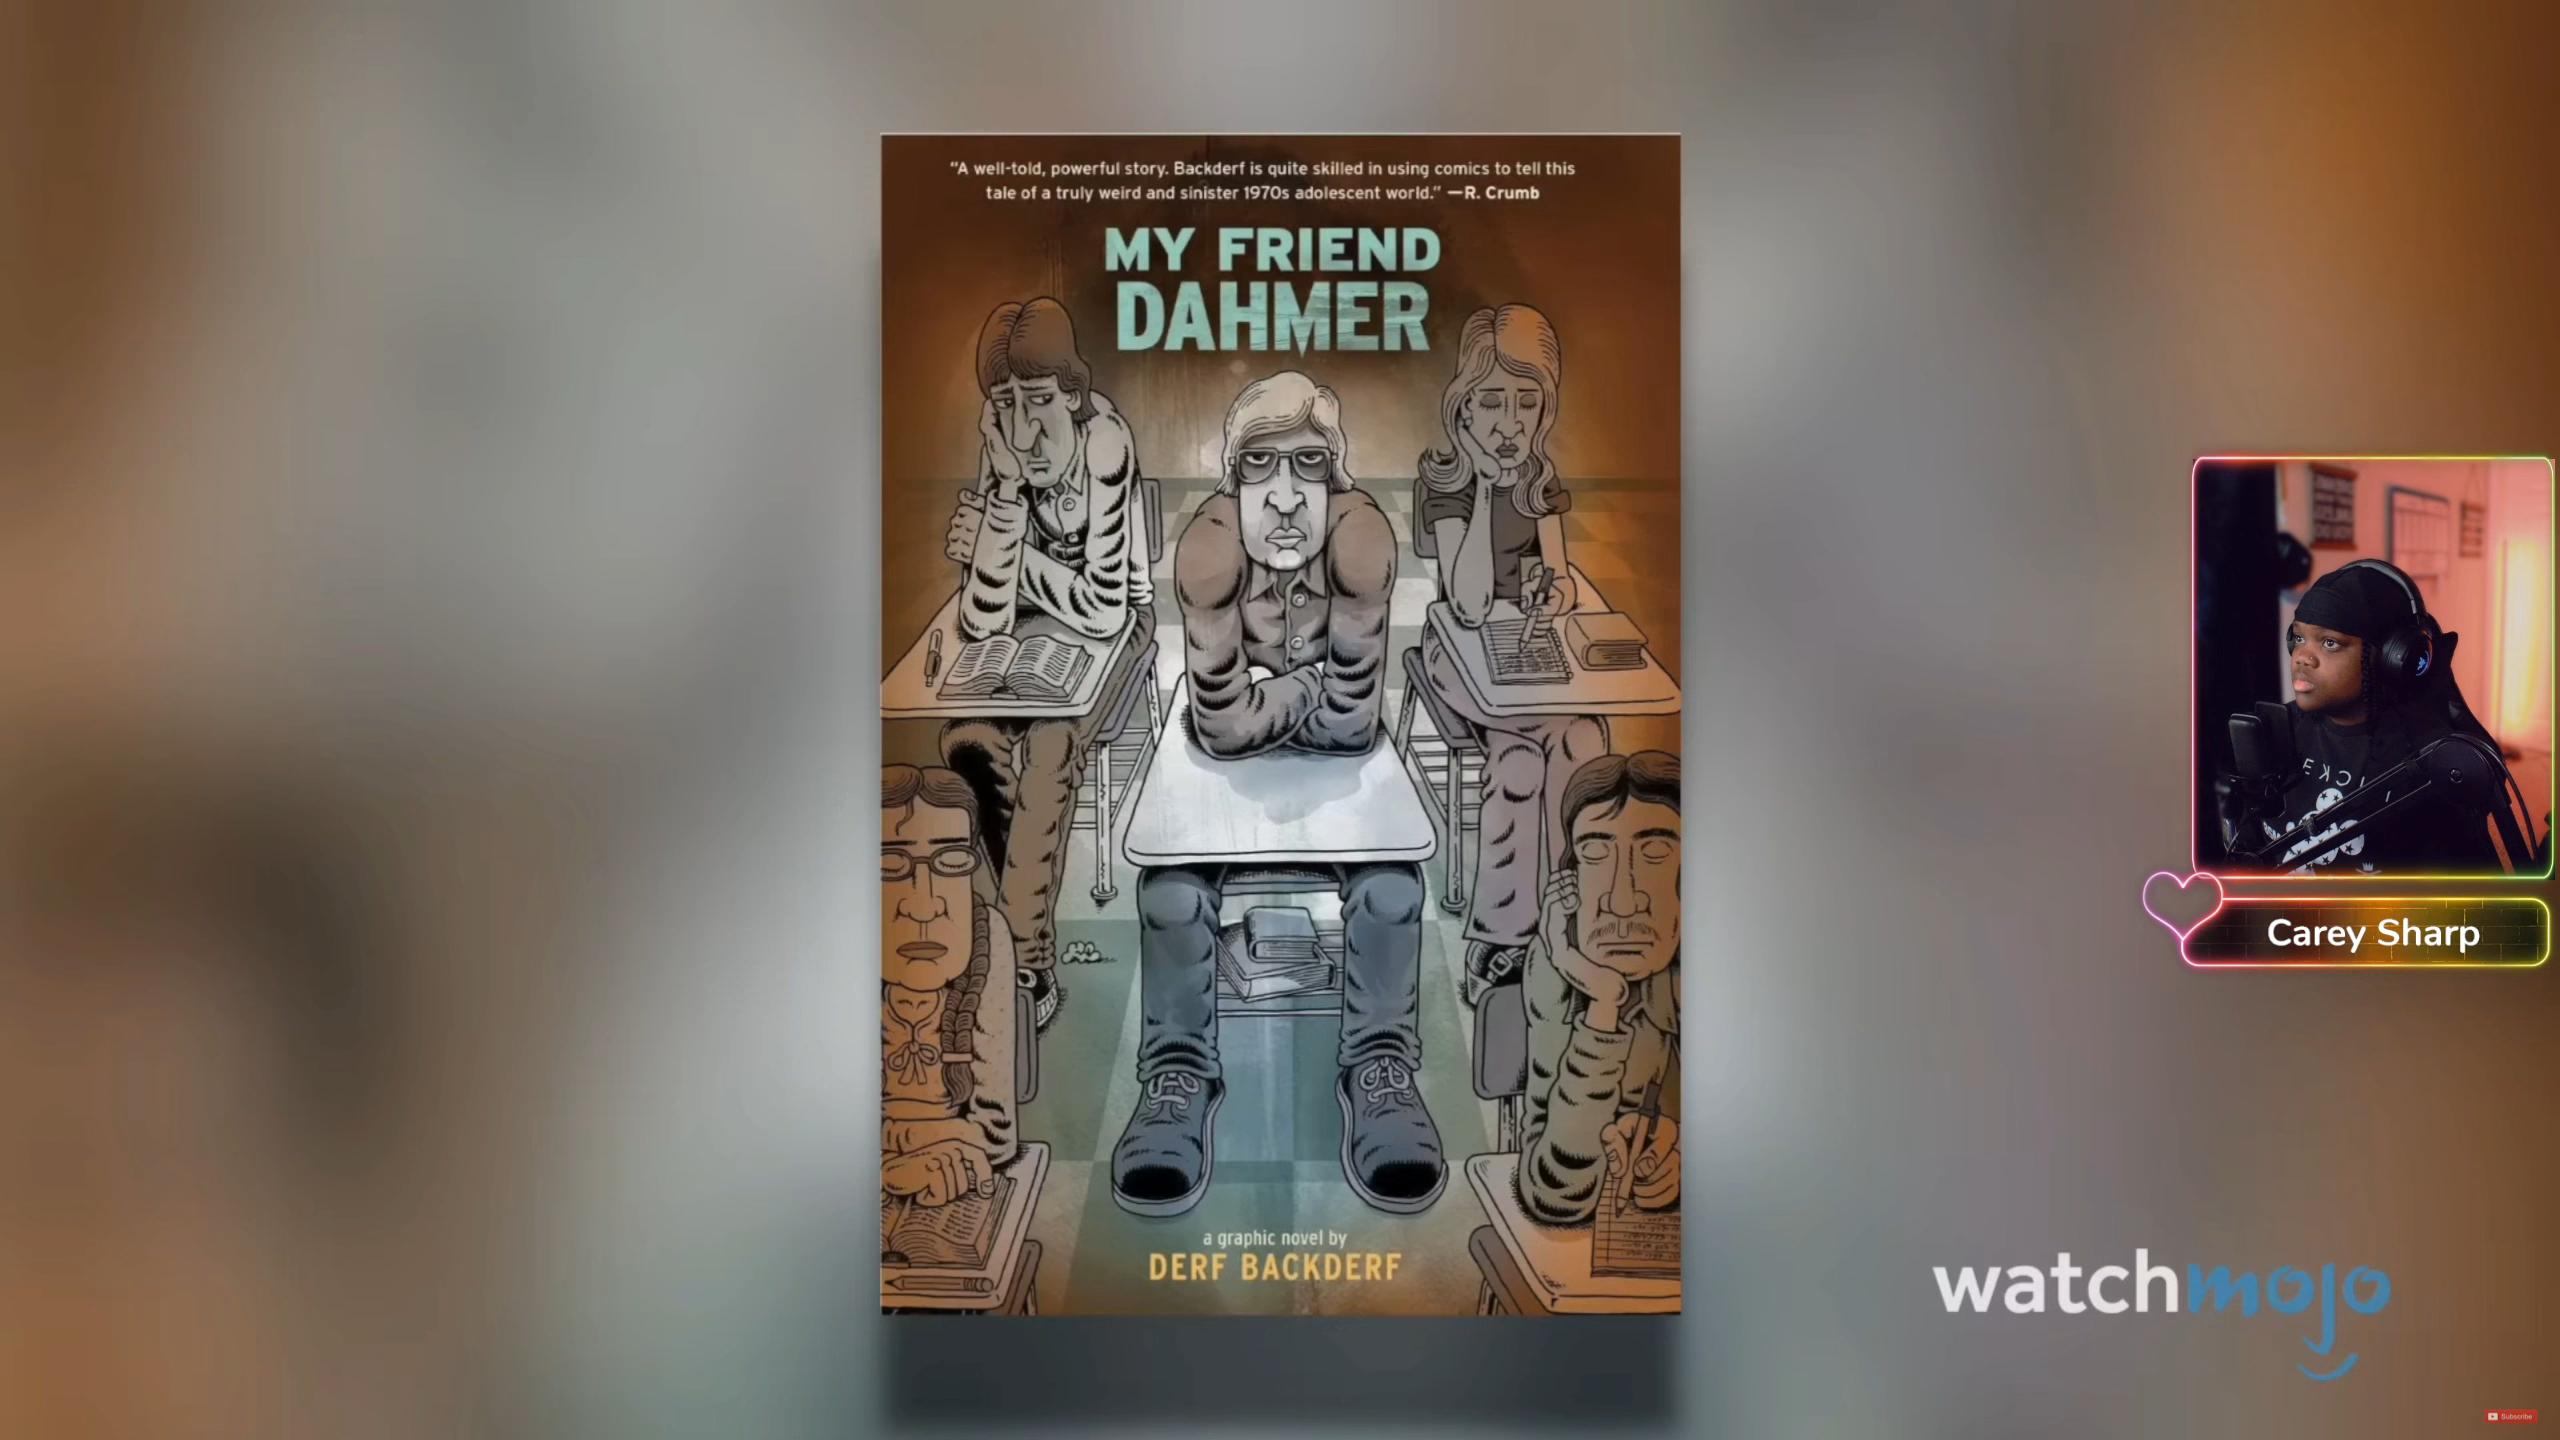 “A well-told, powerful story. Backderf is quite skilled in using comics to tell this
tale of a truly weird and sinister 1970s adolescent world.” —R. Crumb
MY FRIEND
DAHMER
a graphic novel by
DERF BACKDERF
Carey Sharp
watchmojo
Subscribe